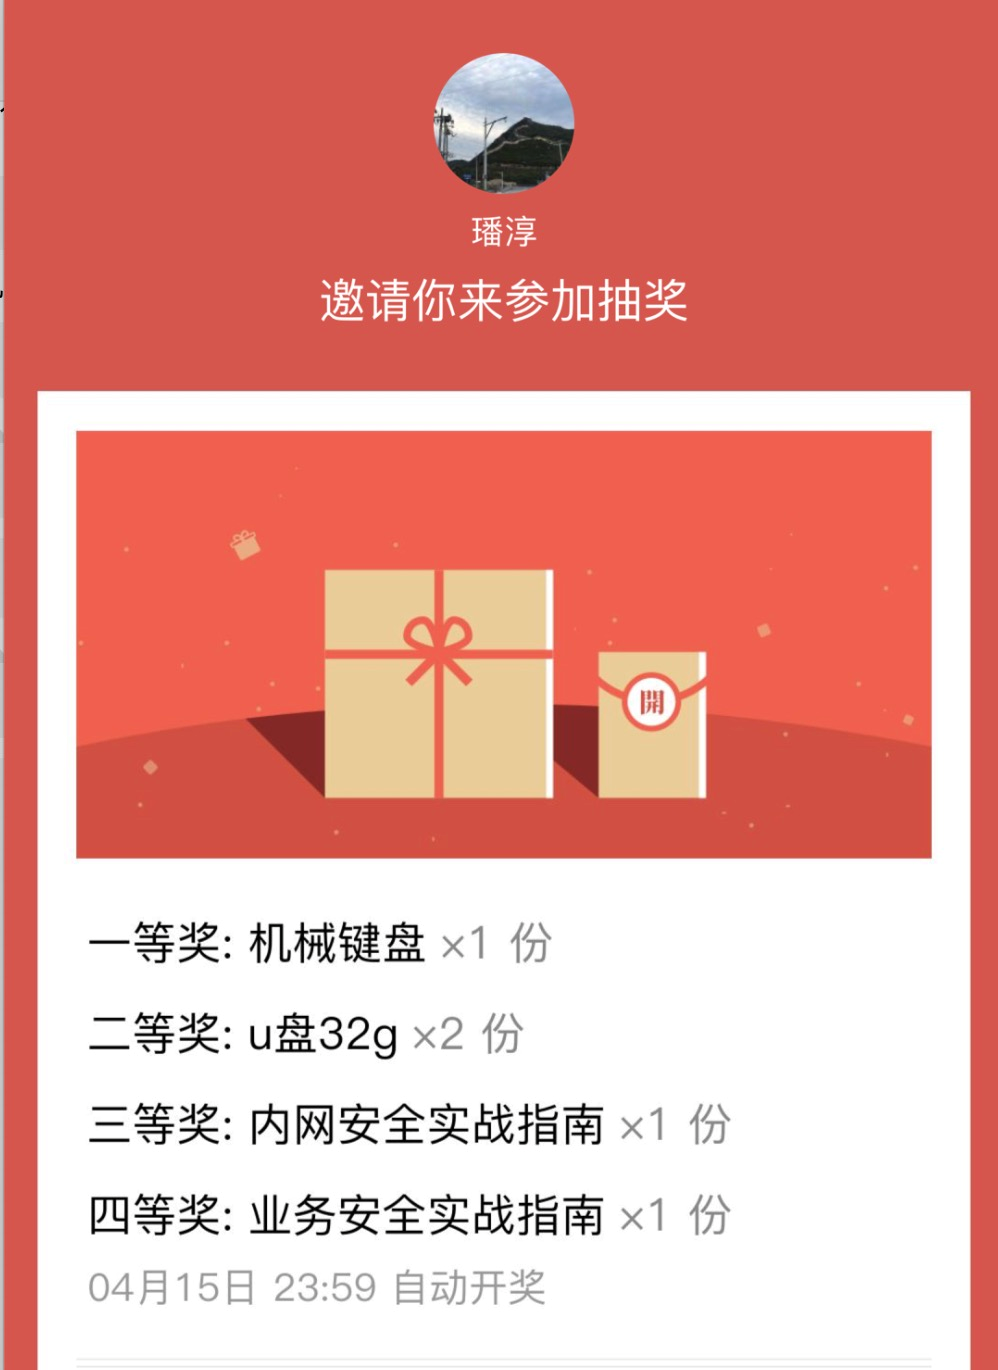 璠淳
邀请你来参加抽奖
開
一等奖: 机械键盘 ×1 份
二等奖: u盘32g ×2 份
三等奖: 内网安全实战指南 ×1 份
四等奖: 业务安全实战指南 ×1 份
04月15日 23:59 自动开奖